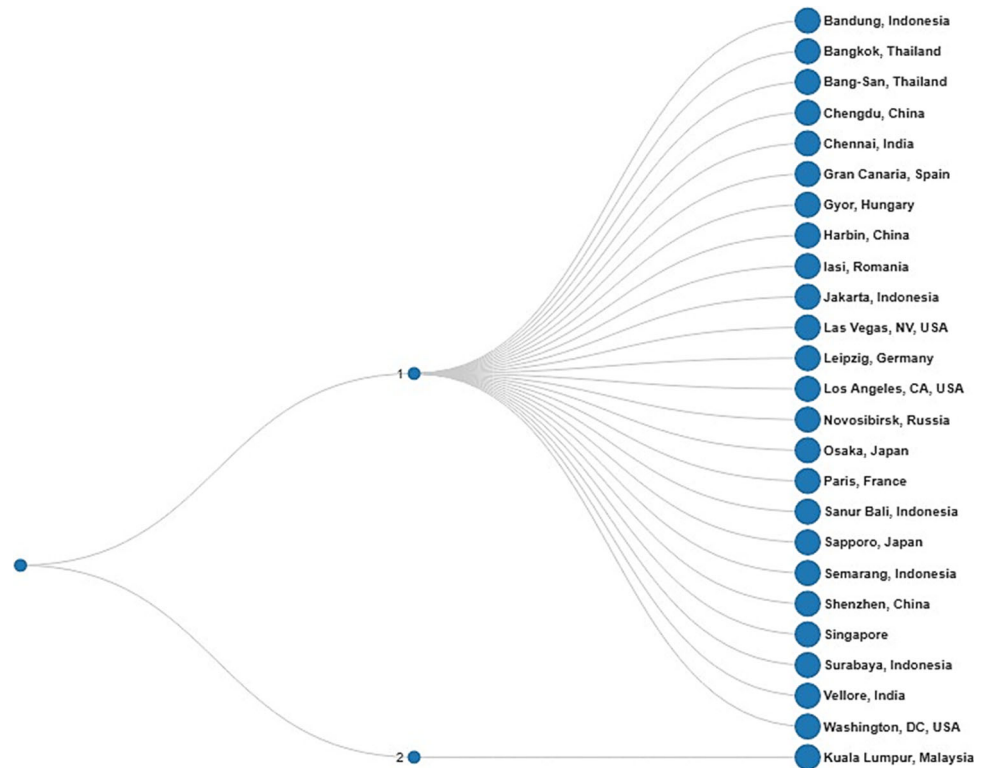 Bandung, Indonesia
Bangkok, Thailand
Bang-San, Thailand
Chengdu, China
Chennai, India
Gran Canaria, Spain
Gyor, Hungary
Harbin, China
Iasi, Romania
Jakarta, Indonesia
Las Vegas, NV, USA
Leipzig, Germany
1
Los Angeles, CA, USA
Novosibirsk, Russia
Osaka, Japan
Paris, France
Sanur Bali, Indonesia
Sapporo, Japan
Semarang, Indonesia
Shenzhen, China
Singapore
Surabaya, Indonesia
Vellore, India
Washington, DC, USA
2
Kuala Lumpur, Malaysia